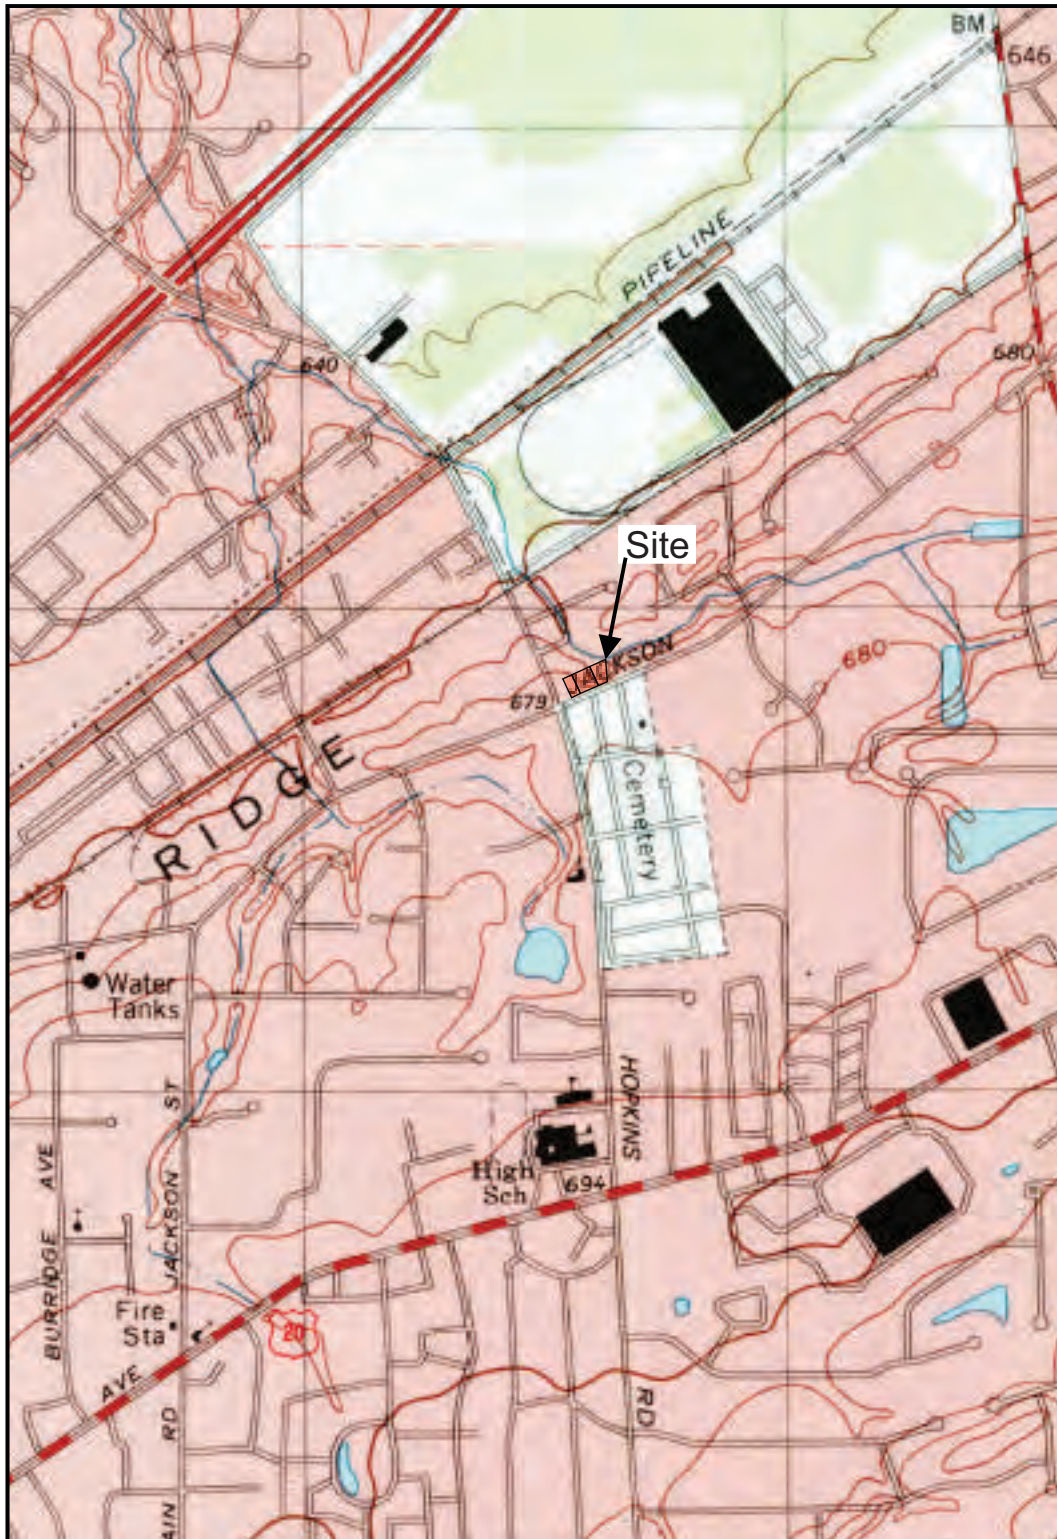 BM
646
PIPELINE
640
680
Site
JACKSON
680
679
RIDGE
Cemetery
Water
Tanks
HOPKINS
ST
High
Sch
694
AVE
JACKSON
BURRIDGE
Fire
Sta
20
AVE
RD
RD
AIN